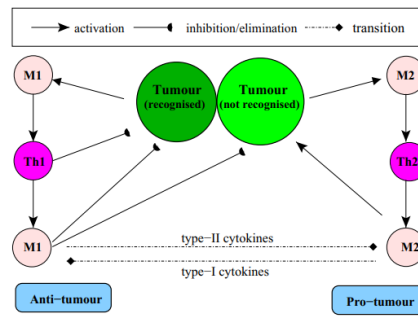 activation
inhibition/elimination
transition
M1
Tumour
(recognised)
Tumour
(not recognised)
M2
Th1
Th2
M1
M2
type−II cytokines
type−I cytokines
Anti−tumour
Pro−tumour